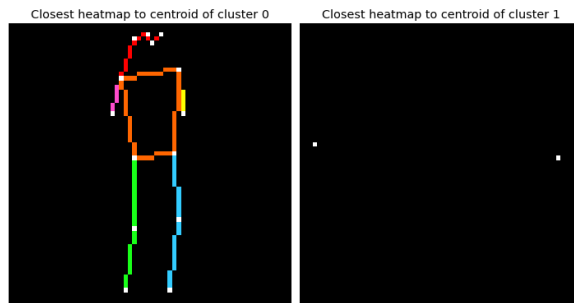 Closest heatmap to centroid of cluster 0
Closest heatmap to centroid of cluster 1